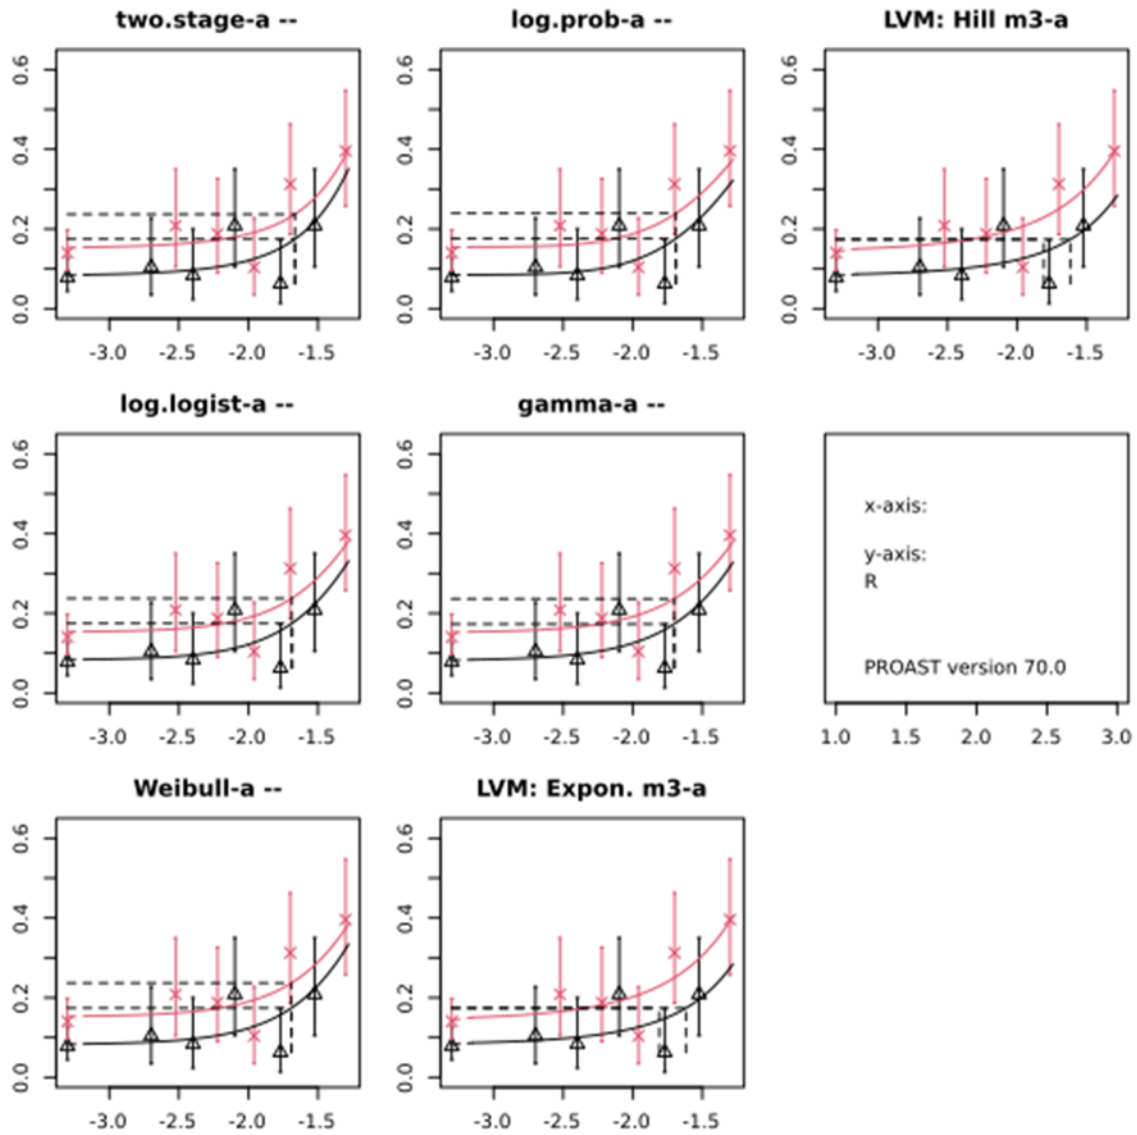 two.stage-a --
0.6
0.4
0.2
0.0
-3.0 -2.5 -2.0 -1.5
log.prob-a --
0.6
0.4
0.2
0.0
-3.0 -2.5 -2.0 -1.5
LVM: Hill m3-a
0.6
0.4
0.2
0.0
-3.0 -2.5 -2.0 -1.5
log.logist-a --
0.6
0.4
0.2
0.0
-3.0 -2.5 -2.0 -1.5
gamma-a --
0.6
0.4
0.2
0.0
-3.0 -2.5 -2.0 -1.5
x-axis:
y-axis:
R
PROAST version 70.0
1.0 1.5 2.0 2.5 3.0
Weibull-a --
0.6
0.4
0.2
0.0
-3.0 -2.5 -2.0 -1.5
LVM: Expon. m3-a
0.6
0.4
0.2
0.0
-3.0 -2.5 -2.0 -1.5